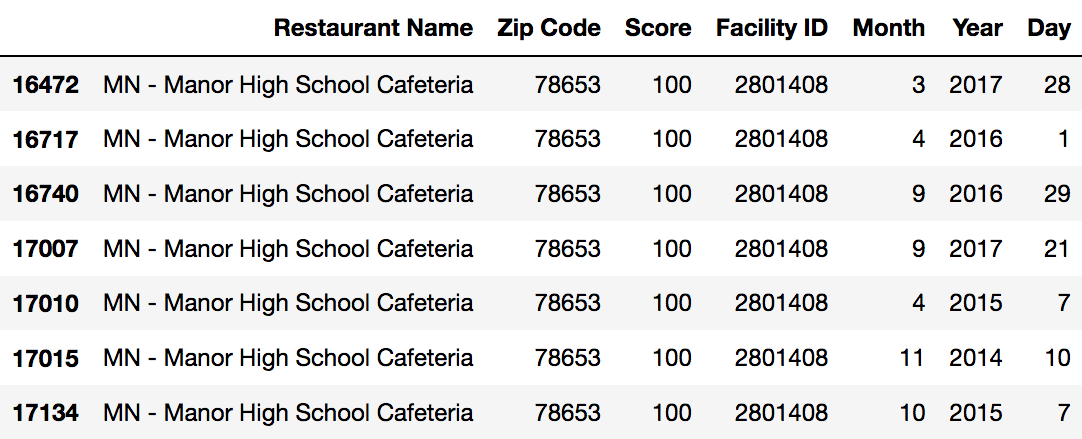 Restaurant Name Zip Code Score Facility ID Month Year Day
16472 MN - Manor High School Cafeteria 78653 100 2801408 3 2017 28
16717 MN - Manor High School Cafeteria 78653 100 2801408 4 2016 1
16740 MN - Manor High School Cafeteria 78653 100 2801408 9 2016 29
17007 MN - Manor High School Cafeteria 78653 100 2801408 9 2017 21
17010 MN - Manor High School Cafeteria 78653 100 2801408 4 2015 7
17015 MN - Manor High School Cafeteria 78653 100 2801408 11 2014 10
17134 MN - Manor High School Cafeteria 78653 100 2801408 10 2015 7